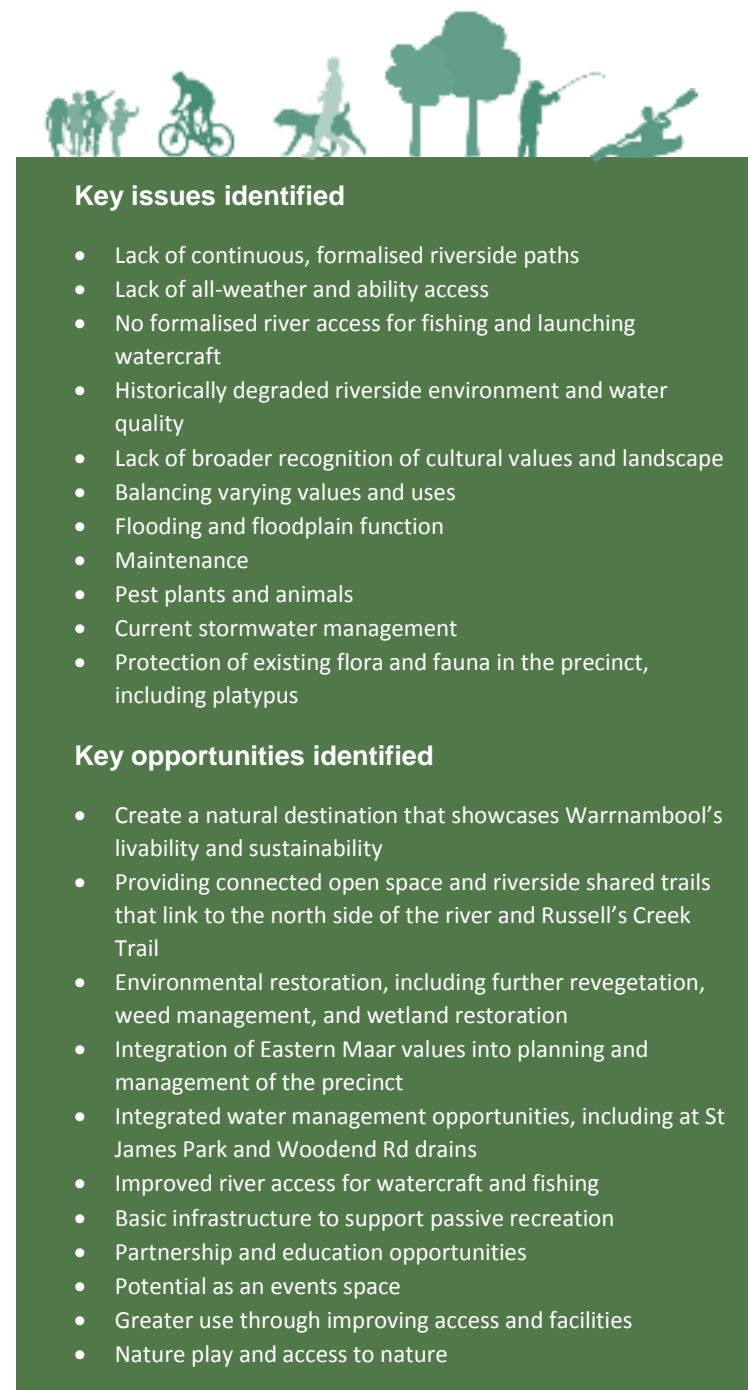 Key issues identified
• Lack of continuous, formalised riverside paths
• Lack of all-weather and ability access
• No formalised river access for fishing and launching
watercraft
• Historically degraded riverside environment and water
quality
• Lack of broader recognition of cultural values and landscape
• Balancing varying values and uses
• Flooding and floodplain function
• Maintenance
• Pest plants and animals
• Current stormwater management
• Protection of existing flora and fauna in the precinct,
including platypus
Key opportunities identified
• Create a natural destination that showcases Warrnambool’s
livability and sustainability
• Providing connected open space and riverside shared trails
that link to the north side of the river and Russell’s Creek
Trail
• Environmental restoration, including further revegetation,
weed management, and wetland restoration
• Integration of Eastern Maar values into planning and
management of the precinct
• Integrated water management opportunities, including at St
James Park and Woodend Rd drains
• Improved river access for watercraft and fishing
• Basic infrastructure to support passive recreation
• Partnership and education opportunities
• Potential as an events space
• Greater use through improving access and facilities
• Nature play and access to nature